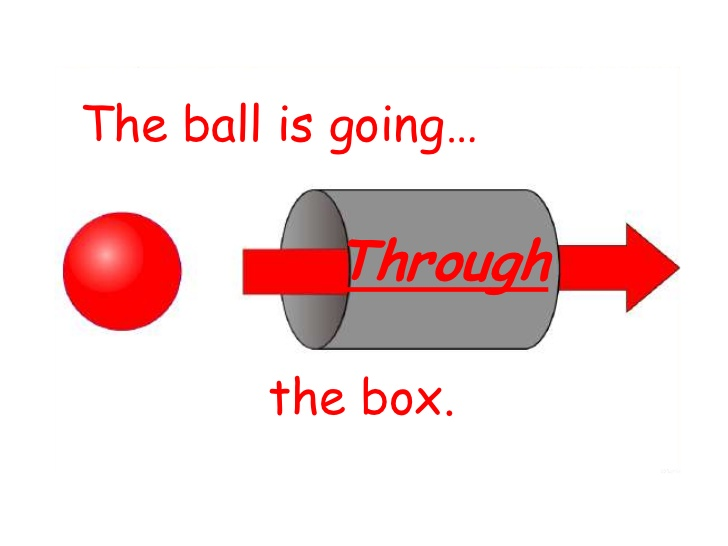 The ball is going…
Through
the box.